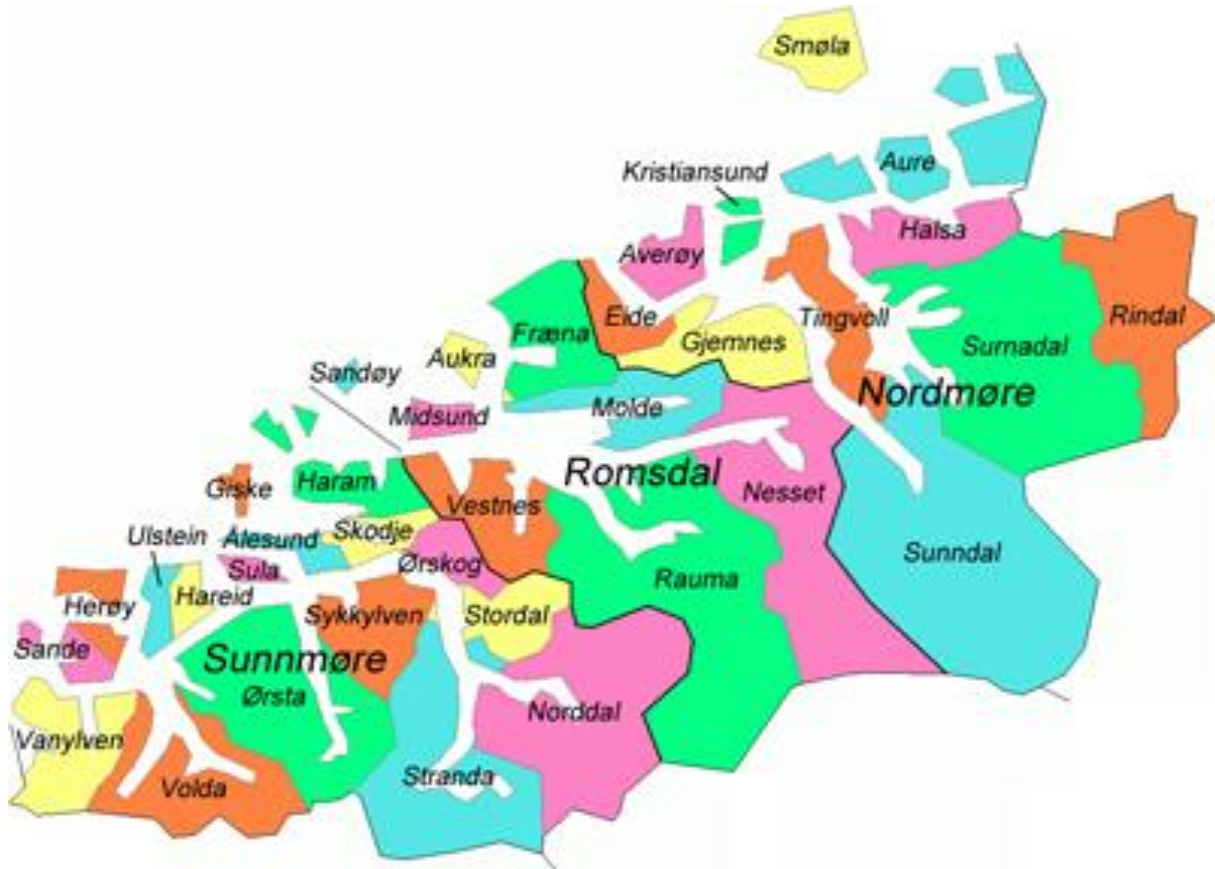 Smøla
Aure
Kristiansund
Halsa
Averøy
Eide
Tingvoll
Rindal
Fræna
Gjemnes
Surnadal
Aukra
Sandøy
Nordmøre
Midsund
Molde
Romsdal
Haram
Giske
Vestnes
Nesset
Skodje
Ulstein
Ålesund
Sunndal
Sula
Ørskog
Rauma
Hareid
Herøy
Sykkylven
Stordal
Sande
Sunnmøre
Ørsta
Norddal
Vanylven
Volda
Stranda